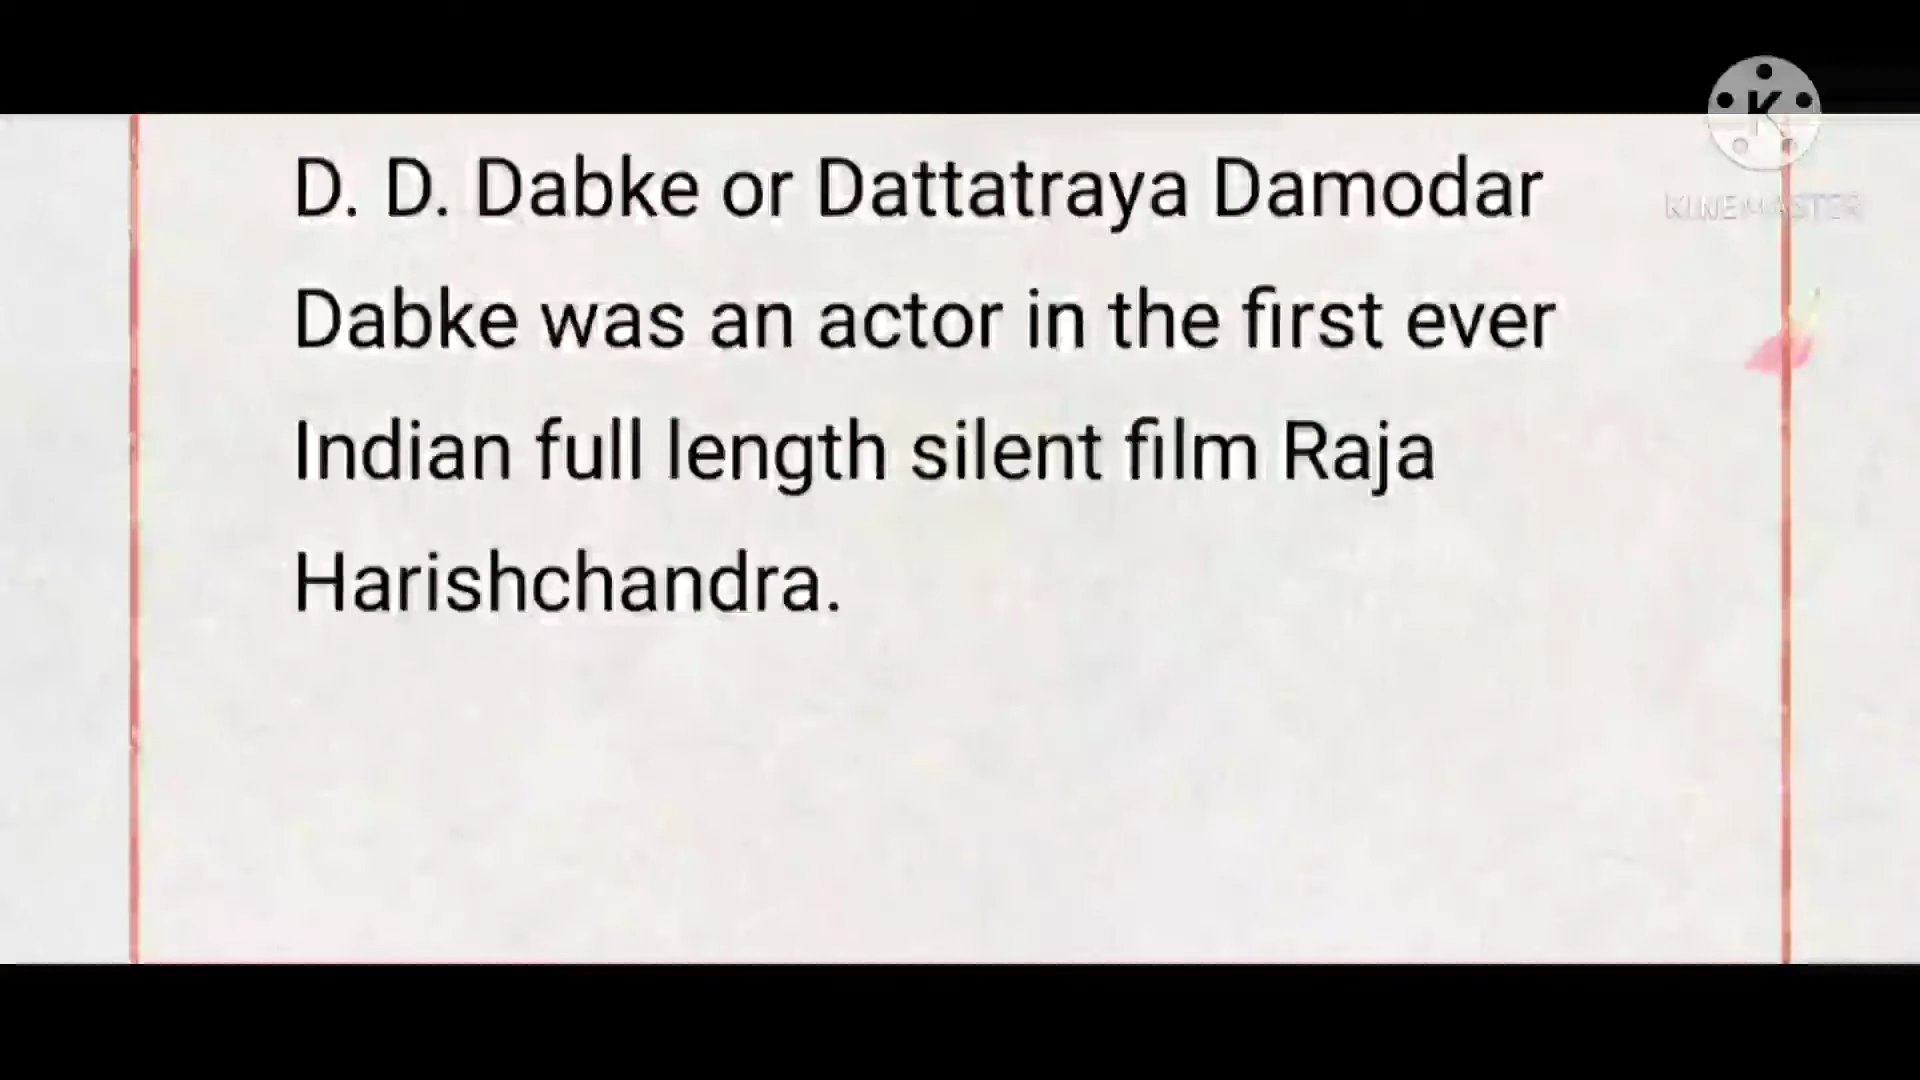 D. D. Dabke or Dattatraya Damodar
Dabke was an actor in the first ever
Indian full length silent film Raja
Harishchandra.
K
KINEMASTER